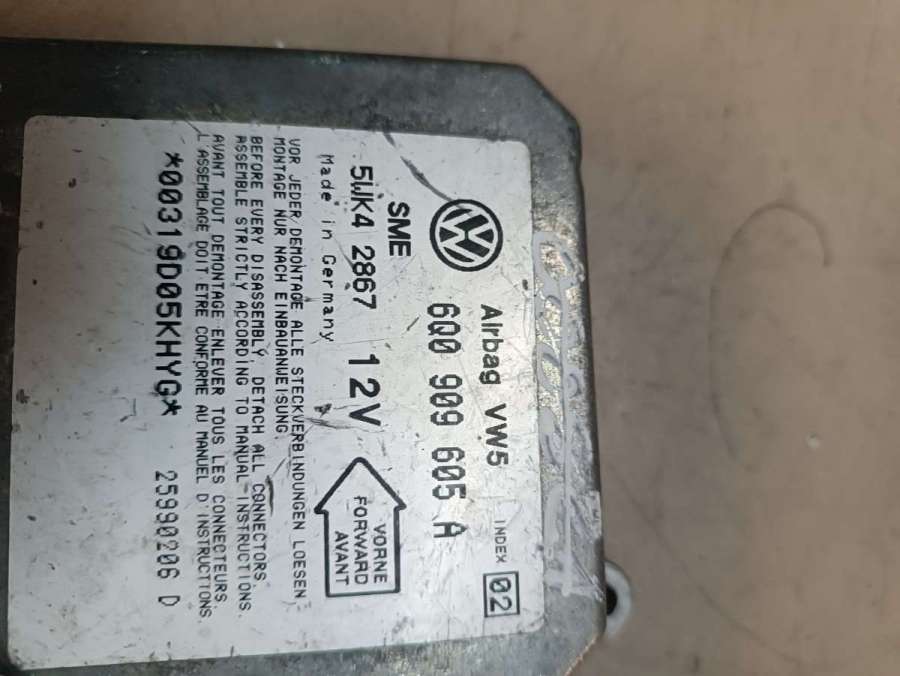 Airbag VW5
INDEX 02
6Q0 909 605 A
SME
5WK4 2867 12V
Made in Germany
VORNE
FORWARD
AVANT
VOR JEDER DEMONTAGE ALLE STECKVERBINDUNGEN LOESEN
MONTAGE NUR NACH EINBAUANWEISUNG.
BEFORE EVERY DISASSEMBLY, DETACH ALL CONNECTORS.
ASSEMBLE STRICTLY ACCORDING TO MANUAL-INSTRUCTIONS.
AVANT TOUT DEMONTAGE ENLEVER TOUS LES CONNECTEURS.
L'ASSEMBLAGE DOIT ETRE CONFORME AU MANUEL D'INSTRUCTIONS
*00319D05KHYG* 25990206 D